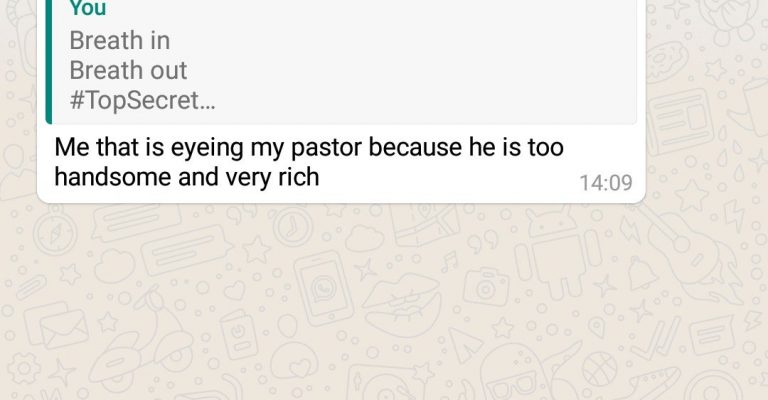 You
Breath in
Breath out
#TopSecret...
Me that is eyeing my pastor because he is too
handsome and very rich
14:09